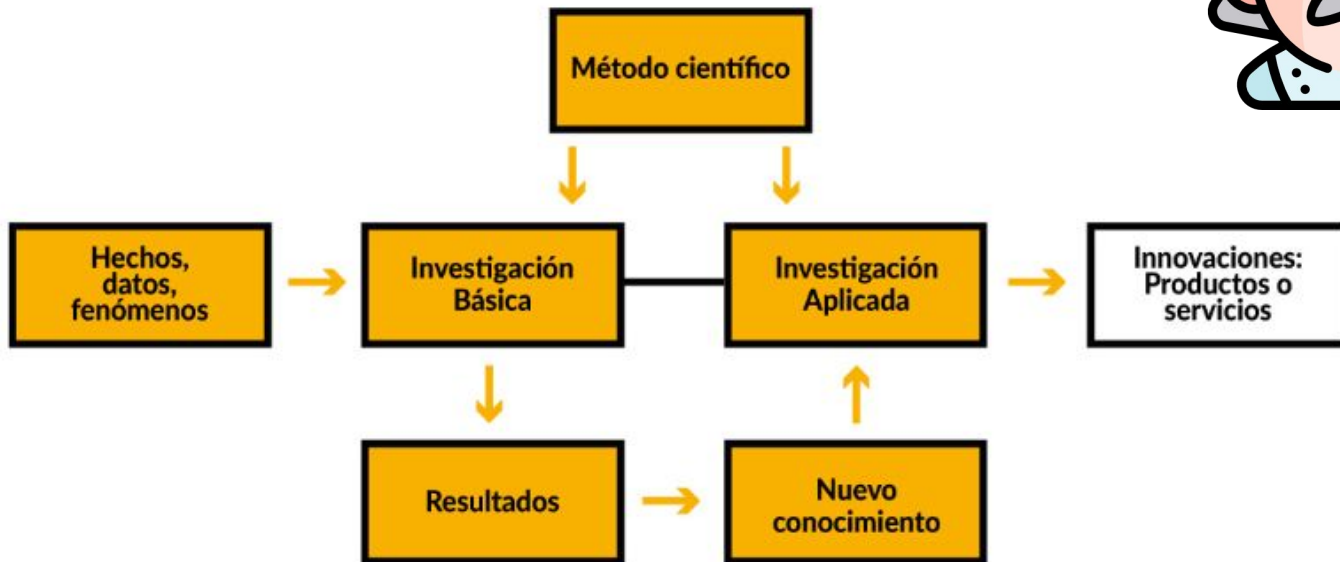 Método científico
Hechos,
datos,
fenómenos
Investigación
Básica
Investigación
Aplicada
Innovaciones:
Productos o
servicios
Resultados
Nuevo
conocimiento